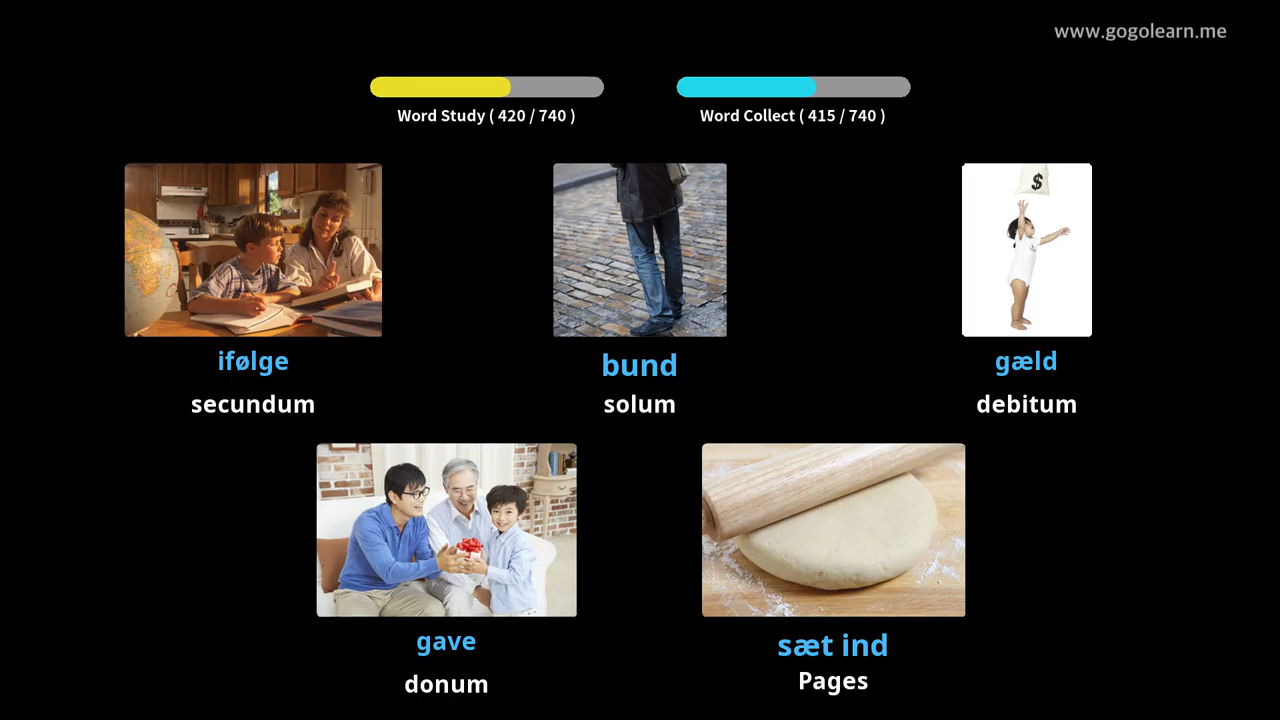 www.gogolearn.me
Word Study ( 420 / 740 )
Word Collect ( 415 / 740 )
$
ifølge
bund
gæld
secundum
solum
debitum
gave
sæt ind
donum
Pages